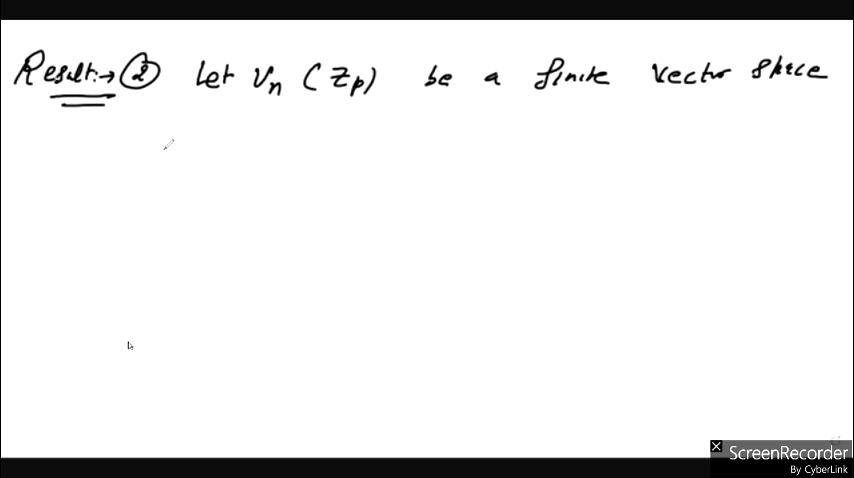 Result:→ ② Let Vn (Zp) be a finite vector space
ScreenRecorder
By CyberLink